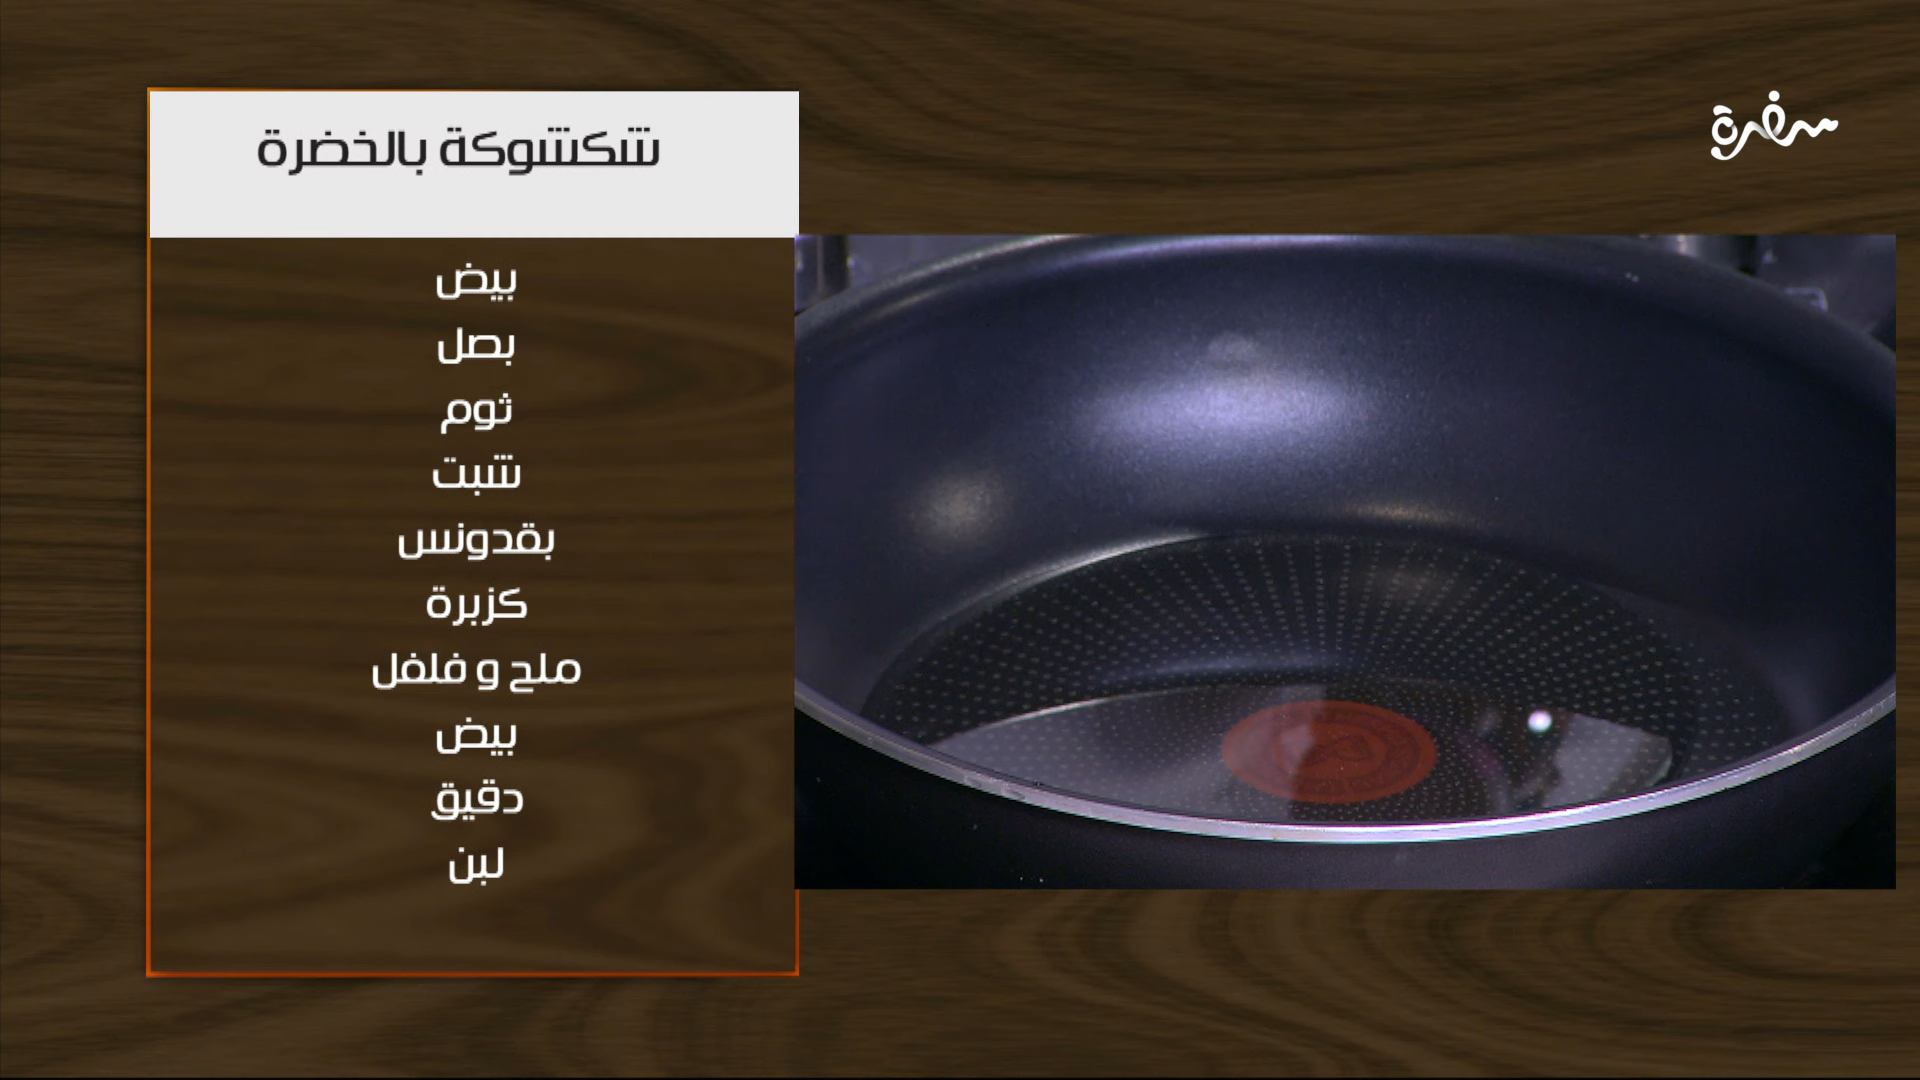 سفرة
شكشوكة بالخضرة
بيض
بصل
ثوم
شبت
بقدونس
كزبرة
ملح و فلفل
بيض
دقيق
لبن